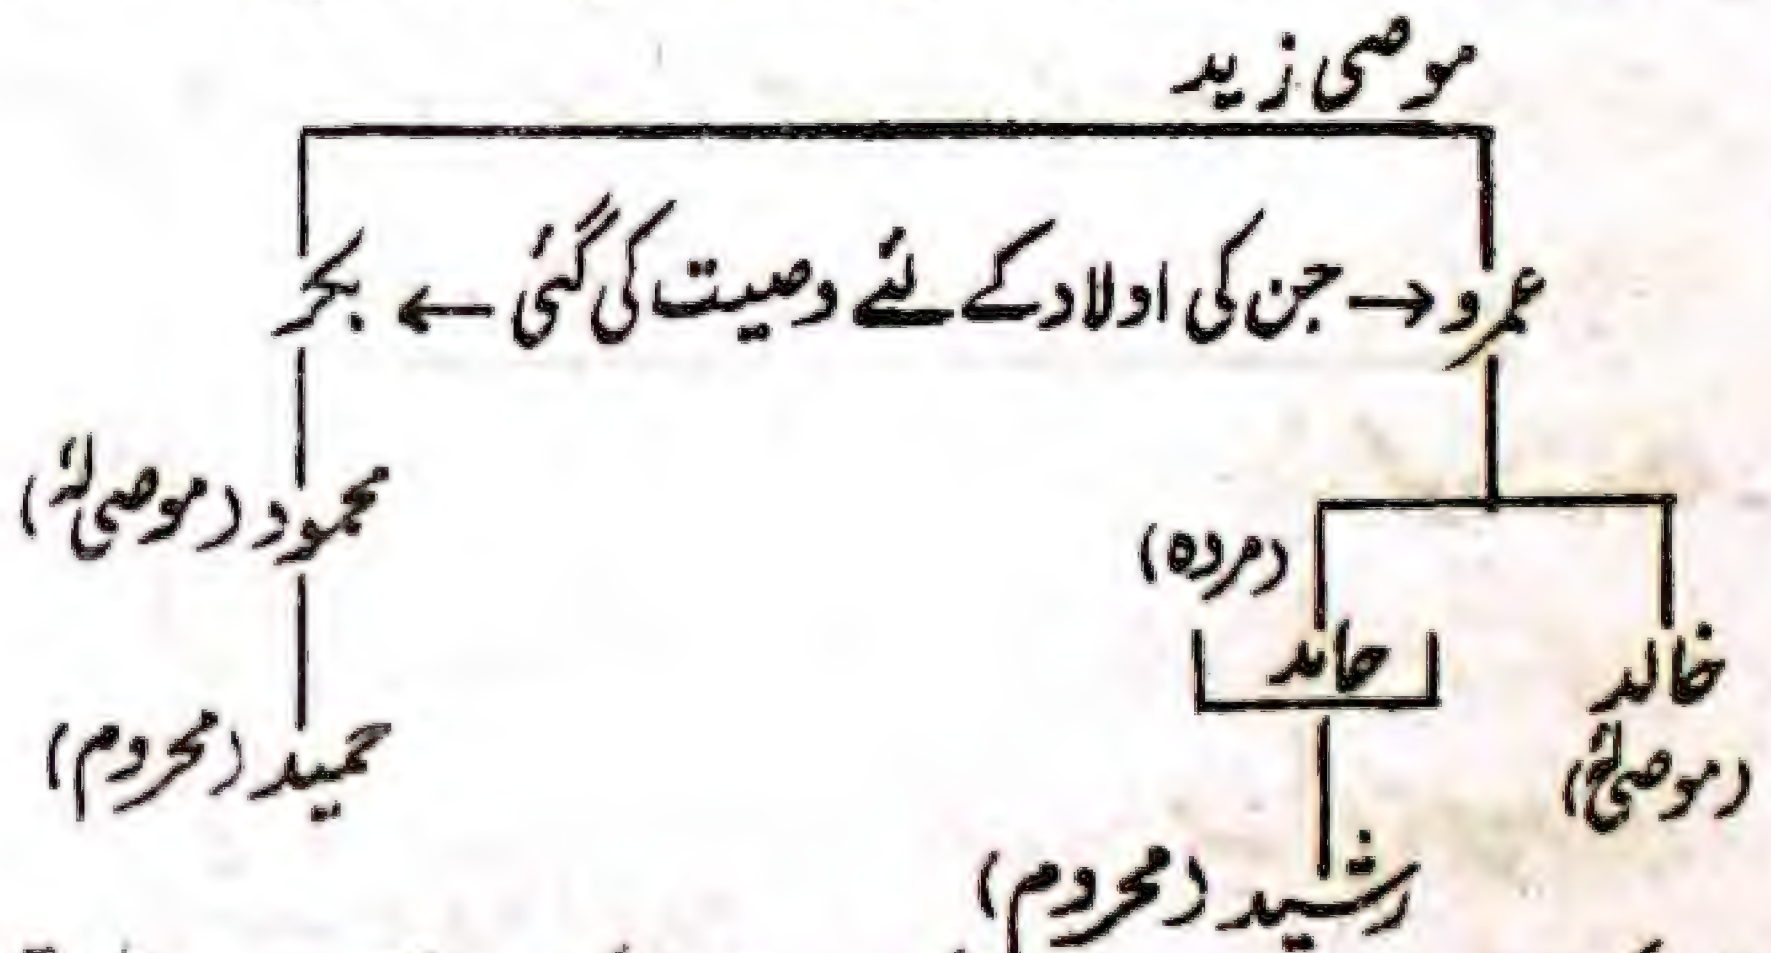 موصی زید
عمرو → جن کی اولاد کے لئے وصیت کی گئی ← بکر
محمود (موصیٰ لہٗ)
(مردہ)
حامد
خالد
(موصیٰ لہٗ)
حمید (محروم)
رشید (محروم)